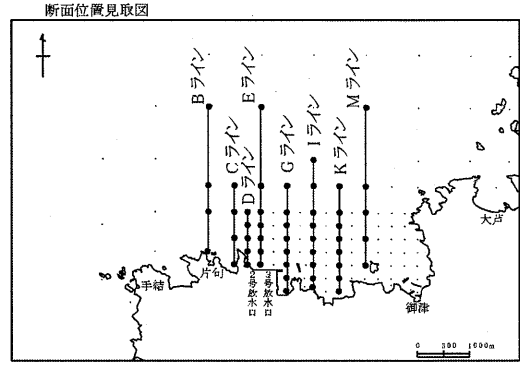 断面位置見取図
Bライン
Cライン
Dライン
Eライン
Gライン
Iライン
Kライン
Mライン
大芦
片句
手結
2号放水口
3号放水口
御津
0 300 1600m